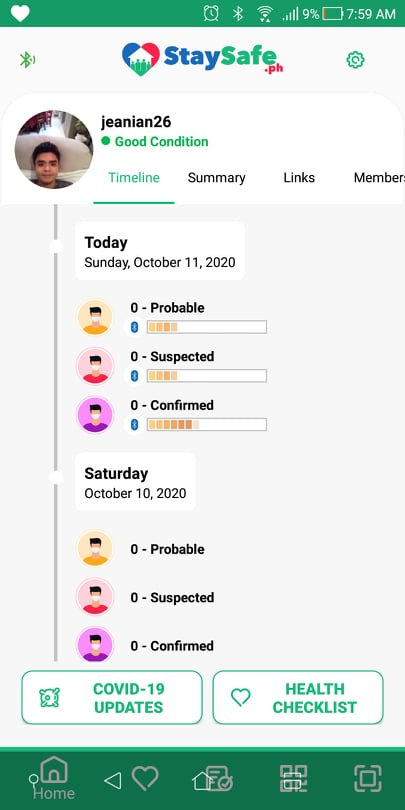 9% 7:59 AM
StaySafe
.ph
jeanian26
Good Condition
Timeline Summary Links Members
Today
Sunday, October 11, 2020
0 - Probable
0 - Suspected
0 - Confirmed
Saturday
October 10, 2020
0 - Probable
0 - Suspected
0 - Confirmed
COVID-19
UPDATES
HEALTH
CHECKLIST
Home